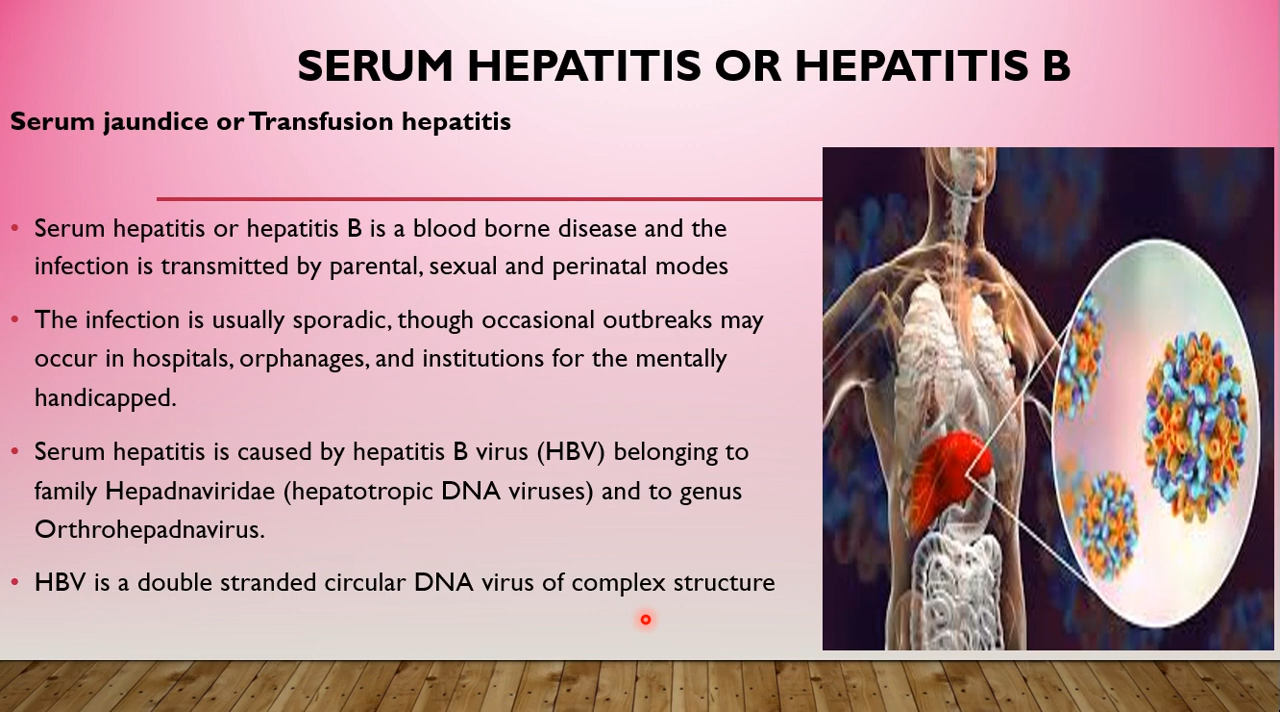 SERUM HEPATITIS OR HEPATITIS B
Serum jaundice or Transfusion hepatitis
• Serum hepatitis or hepatitis B is a blood borne disease and the
infection is transmitted by parental, sexual and perinatal modes
• The infection is usually sporadic, though occasional outbreaks may
occur in hospitals, orphanages, and institutions for the mentally
handicapped.
• Serum hepatitis is caused by hepatitis B virus (HBV) belonging to
family Hepadnaviridae (hepatotropic DNA viruses) and to genus
Orthrohepadnavirus.
• HBV is a double stranded circular DNA virus of complex structure